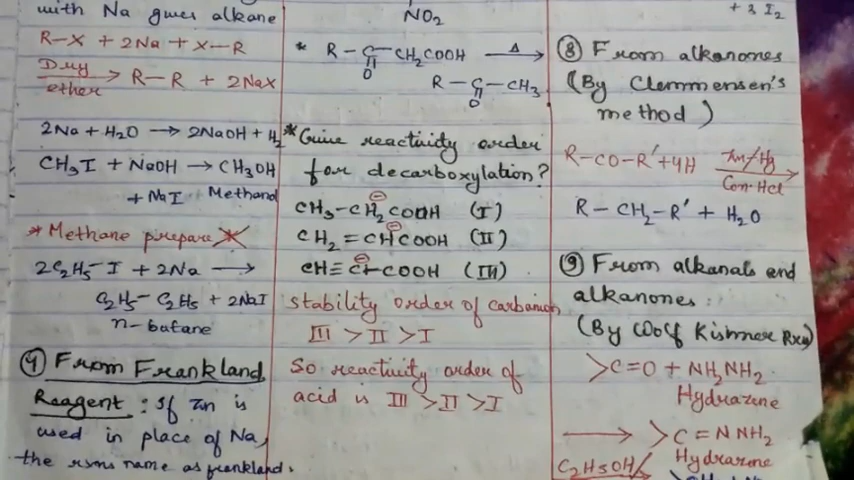 with Na gives alkane
R-X + 2Na + X-R
Dry
ether → R-R + 2NaX
2Na + H₂O → 2NaOH + H₂
CH₃I + NaOH → CH₃OH
+ NaI Methanol
* Methane prepare X
2C₂H₅-I + 2Na →
C₂H₅-C₂H₅ + 2NaI
n-butane
④ From Frankland
Reagent : If Zn is
used in place of Na,
the rxns name as frankland.
NO₂
* R-C-CH₂COOH Δ→
O
R-C-CH₃
O
* Give reactivity order
for decarboxylation?
CH₃-CH₂COOH (I)
⊖
CH₂=CHCOOH (II)
⊖
CH≡C-COOH (III)
⊖
stability order of carbanion
III > II > I
So reactivity order of
acid is III > II > I
+ 3 I₂
⑧ From alkanones
(By Clemmensen's
method)
R-CO-R' + 4H Zn/Hg
Con. HCl →
R-CH₂-R' + H₂O
⑨ From alkanals and
alkanones :
(By Wolf Kishner Rxn)
>C=O + NH₂NH₂
Hydrazine
→ >C=NNH₂
Hydrazine
C₂H₅OH/